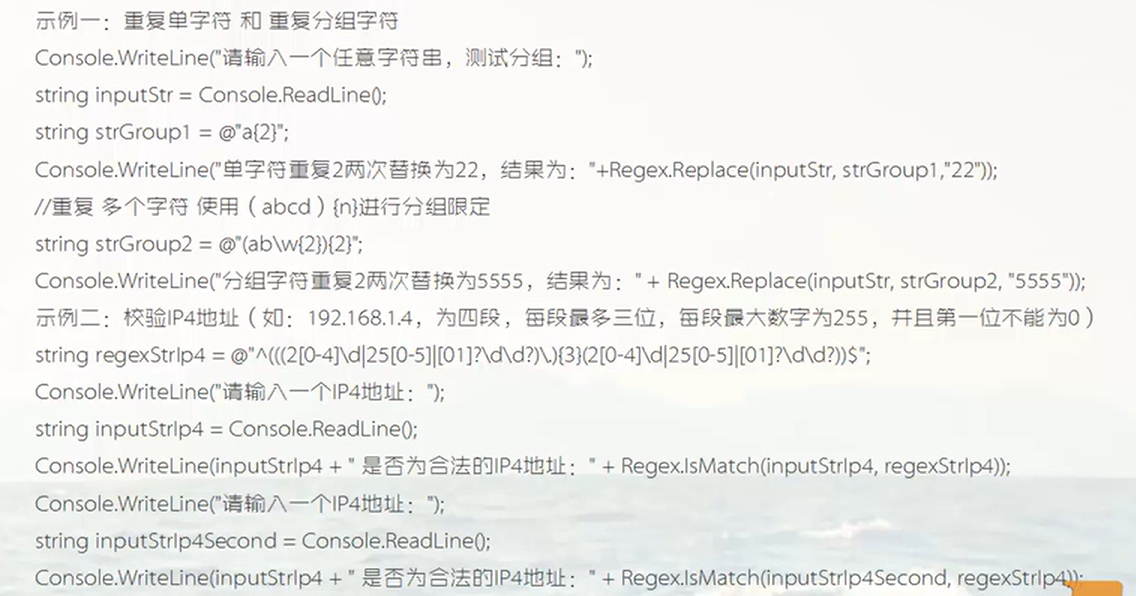 示例一：重复单字符 和 重复分组字符
Console.WriteLine("请输入一个任意字符串，测试分组：");
string inputStr = Console.ReadLine();
string strGroup1 = @"a{2}";
Console.WriteLine("单字符重复2两次替换为22，结果为："+Regex.Replace(inputStr, strGroup1,"22"));
//重复 多个字符 使用（abcd）{n}进行分组限定
string strGroup2 = @"(ab\w{2}){2}";
Console.WriteLine("分组字符重复2两次替换为5555，结果为：" + Regex.Replace(inputStr, strGroup2, "5555"));
示例二：校验IP4地址（如：192.168.1.4，为四段，每段最多三位，每段最大数字为255，并且第一位不能为0）
string regexStrIp4 = @"^(((2[0-4]\d|25[0-5]|[01]?\d\d?)\.){3}(2[0-4]\d|25[0-5]|[01]?\d\d?))$";
Console.WriteLine("请输入一个IP4地址：");
string inputStrIp4 = Console.ReadLine();
Console.WriteLine(inputStrIp4 + " 是否为合法的IP4地址：" + Regex.IsMatch(inputStrIp4, regexStrIp4));
Console.WriteLine("请输入一个IP4地址：");
string inputStrIp4Second = Console.ReadLine();
Console.WriteLine(inputStrIp4 + " 是否为合法的IP4地址：" + Regex.IsMatch(inputStrIp4Second, regexStrIp4));